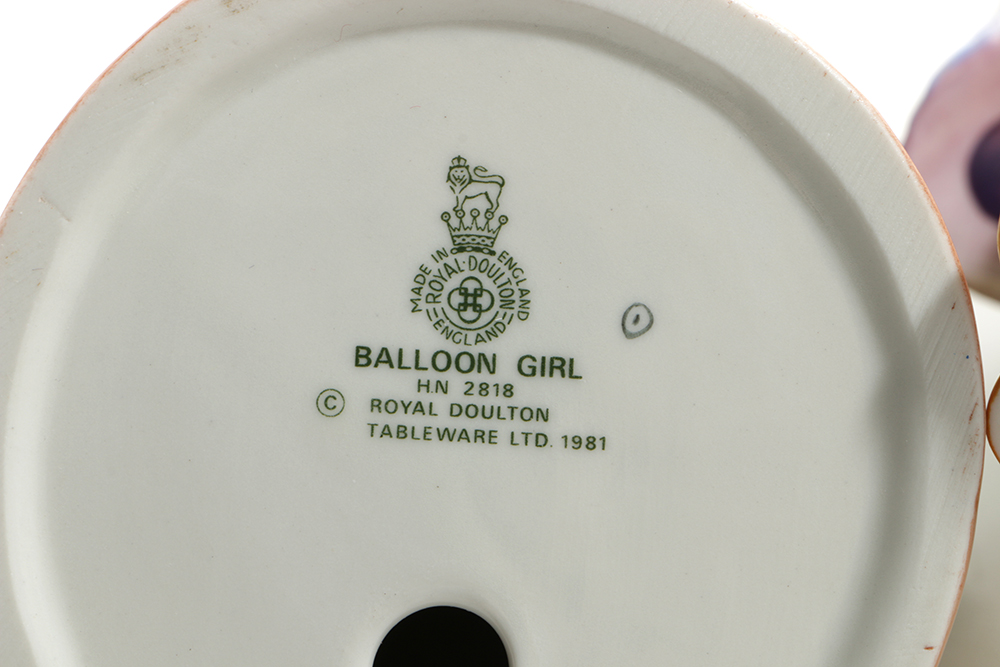 MADE IN ENGLAND
ROYAL·DOULTON
ENGLAND
BALLOON GIRL
H.N 2818
© ROYAL DOULTON
TABLEWARE LTD. 1981